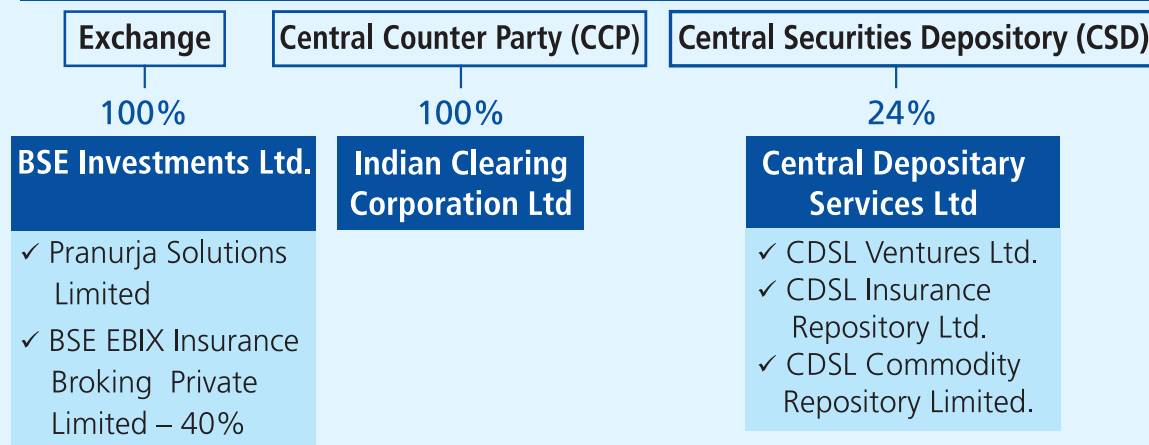 Exchange
100%
BSE Investments Ltd.
✓ Pranurja Solutions
Limited
✓ BSE EBIX Insurance
Broking Private
Limited – 40%
Central Counter Party (CCP)
100%
Indian Clearing
Corporation Ltd
Central Securities Depository (CSD)
24%
Central Depositary
Services Ltd
✓ CDSL Ventures Ltd.
✓ CDSL Insurance
Repository Ltd.
✓ CDSL Commodity
Repository Limited.